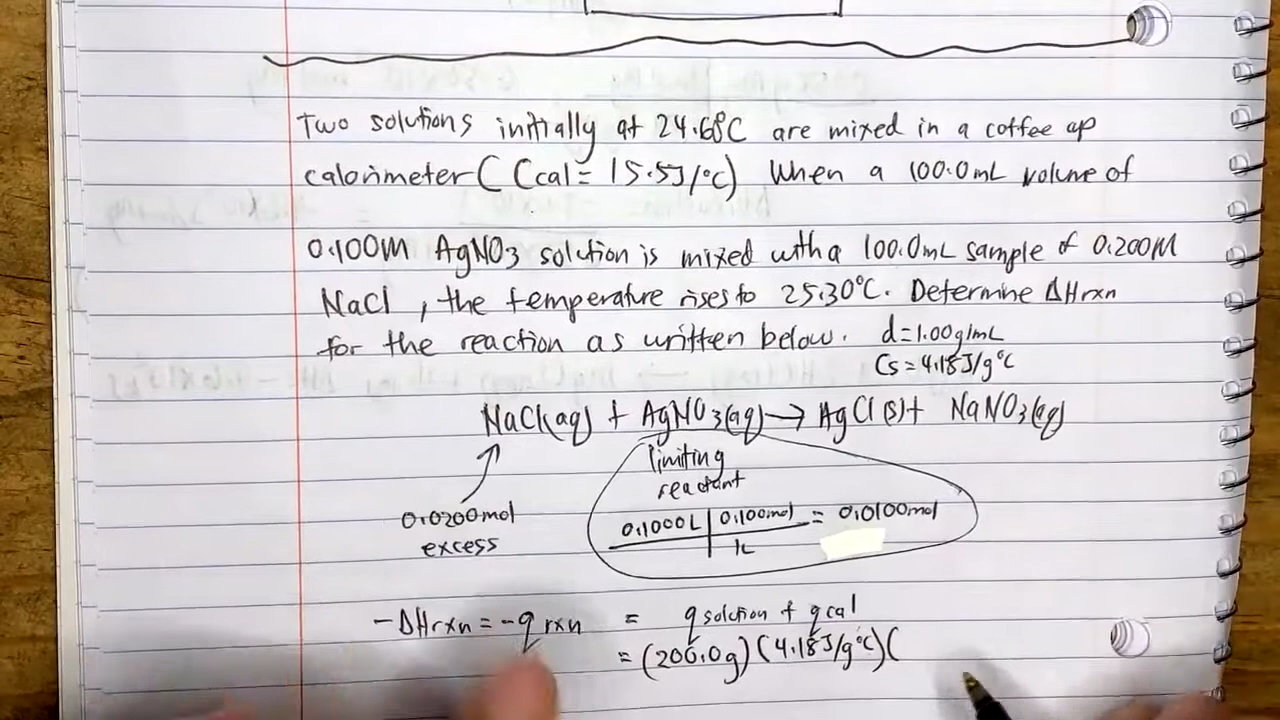 Two solutions initially at 24.68°C are mixed in a coffee cup
calorimeter (Ccal = 15.5J/°C) When a 100.0mL volume of
0.100M AgNO3 solution is mixed with a 100.0mL sample of 0.200M
NaCl, the temperature rises to 25.30°C. Determine ΔHrxn
for the reaction as written below. d=1.00g/mL
Cs = 4.18J/g°C
NaCl(aq) + AgNO3(aq) → AgCl(s) + NaNO3(aq)
limiting
reactant
0.0200mol
excess
0.1000L | 0.100mol = 0.0100mol
1L
-ΔHrxn = -q rxn = q solution + q cal
= (200.0g)(4.18J/g°C)(